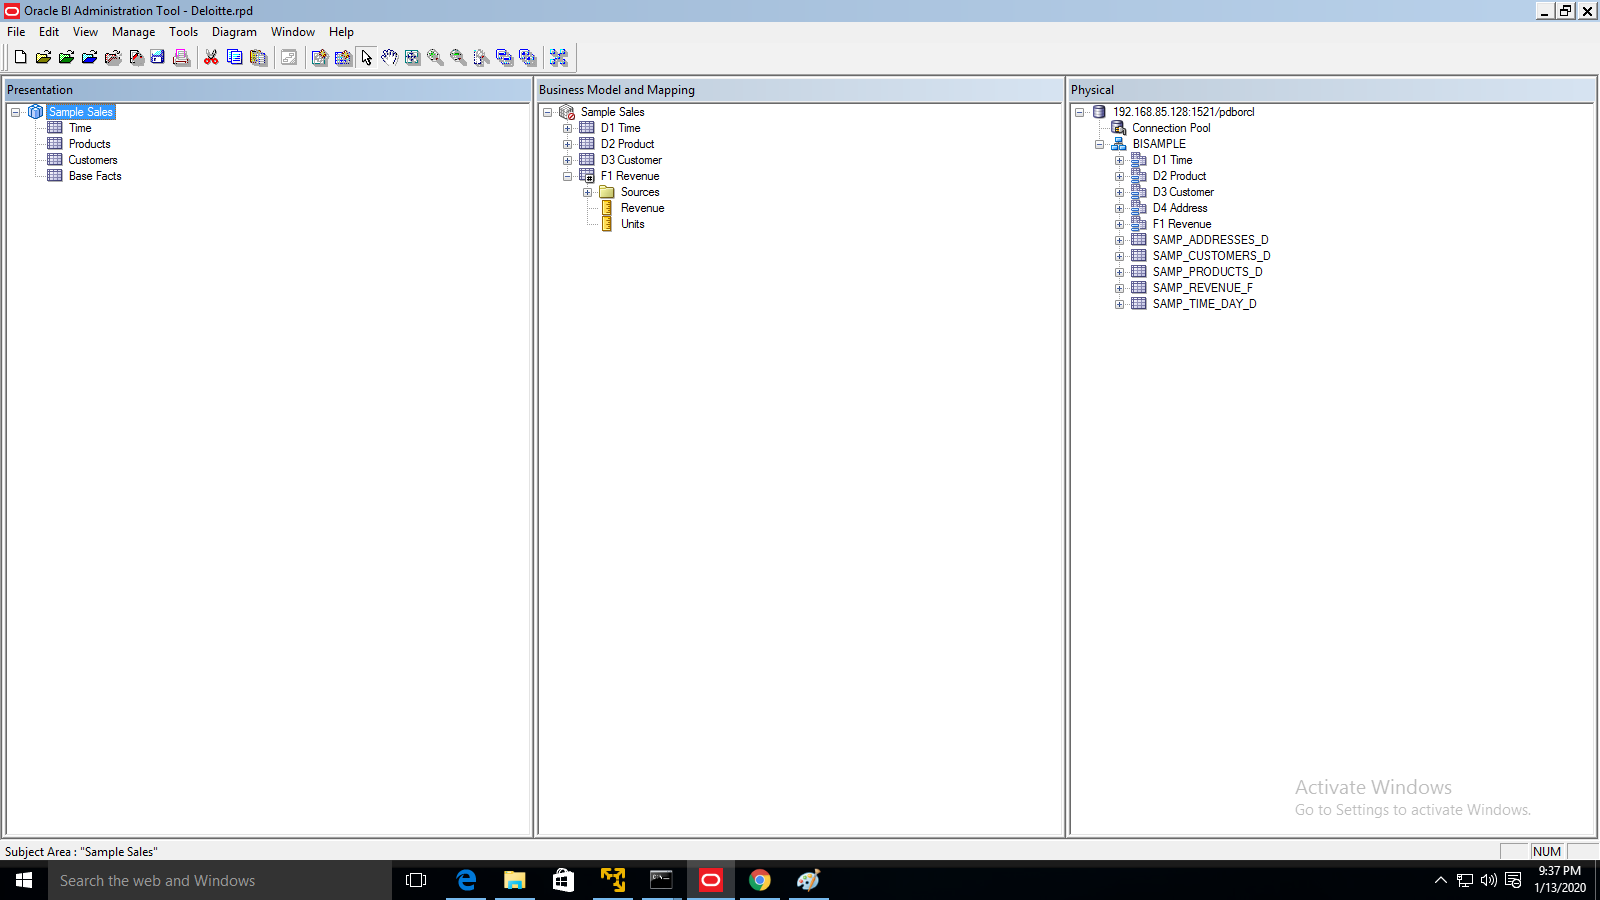 Oracle BI Administration Tool - Deloitte.rpd
File Edit View Manage Tools Diagram Window Help
Presentation
Sample Sales
Time
Products
Customers
Base Facts
Business Model and Mapping
Sample Sales
D1 Time
D2 Product
D3 Customer
F1 Revenue
Sources
Revenue
Units
Physical
192.168.85.128:1521/pdborcl
Connection Pool
BISAMPLE
D1 Time
D2 Product
D3 Customer
D4 Address
F1 Revenue
SAMP_ADDRESSES_D
SAMP_CUSTOMERS_D
SAMP_PRODUCTS_D
SAMP_REVENUE_F
SAMP_TIME_DAY_D
Activate Windows
Go to Settings to activate Windows.
Subject Area : "Sample Sales"
NUM
Search the web and Windows
9:37 PM
1/13/2020